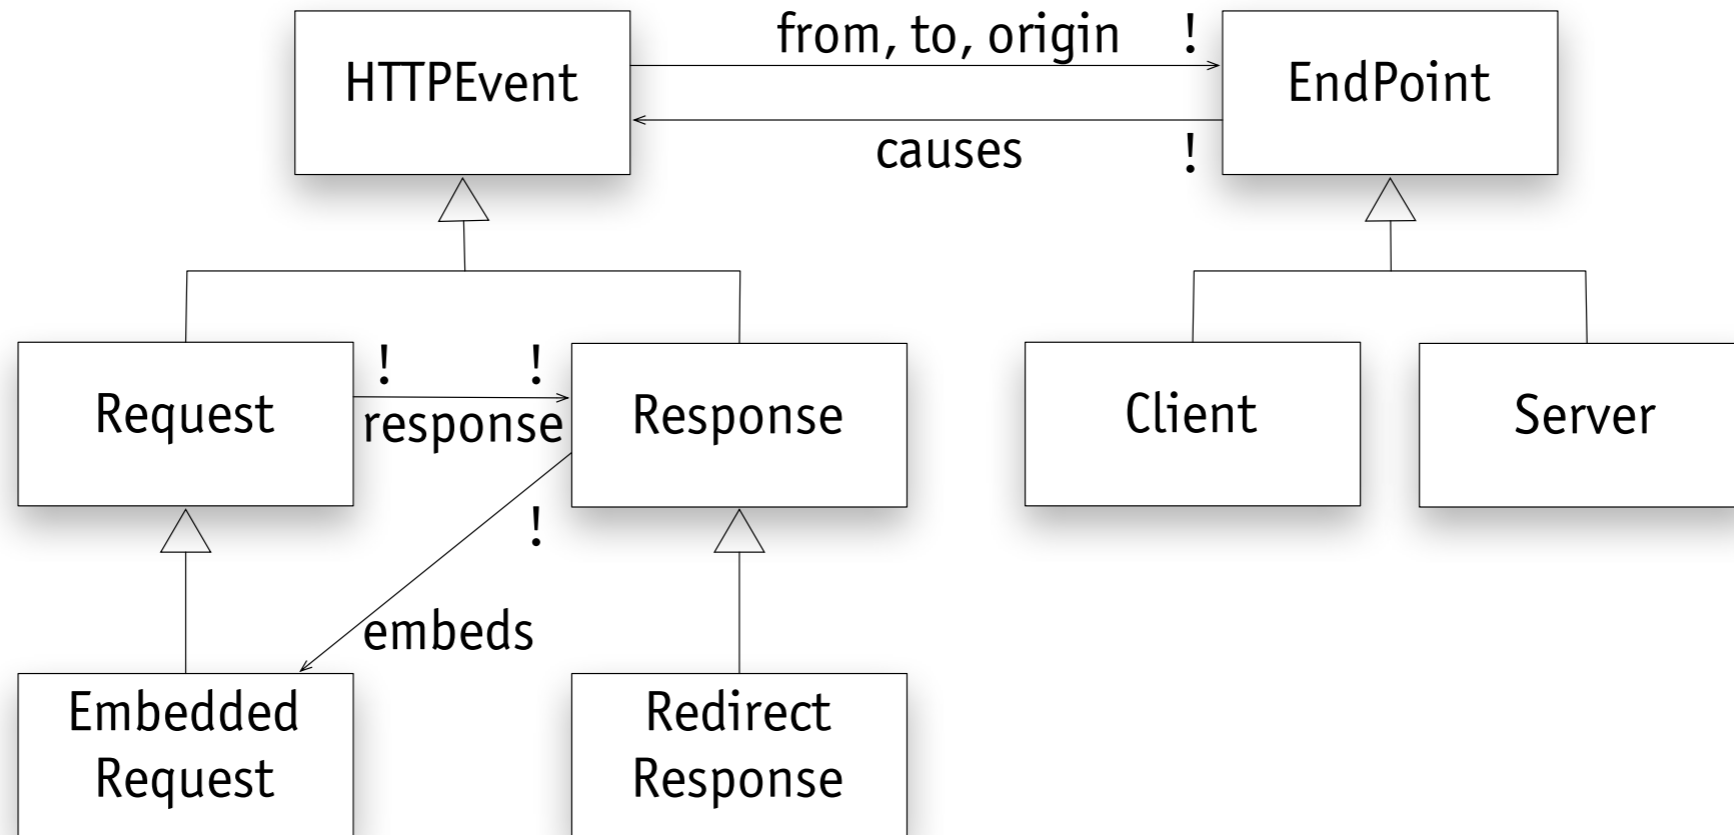 from, to, origin !
HTTPEvent
EndPoint
causes !
! !
Request
response
Response
Client
Server
!
embeds
Embedded
Request
Redirect
Response